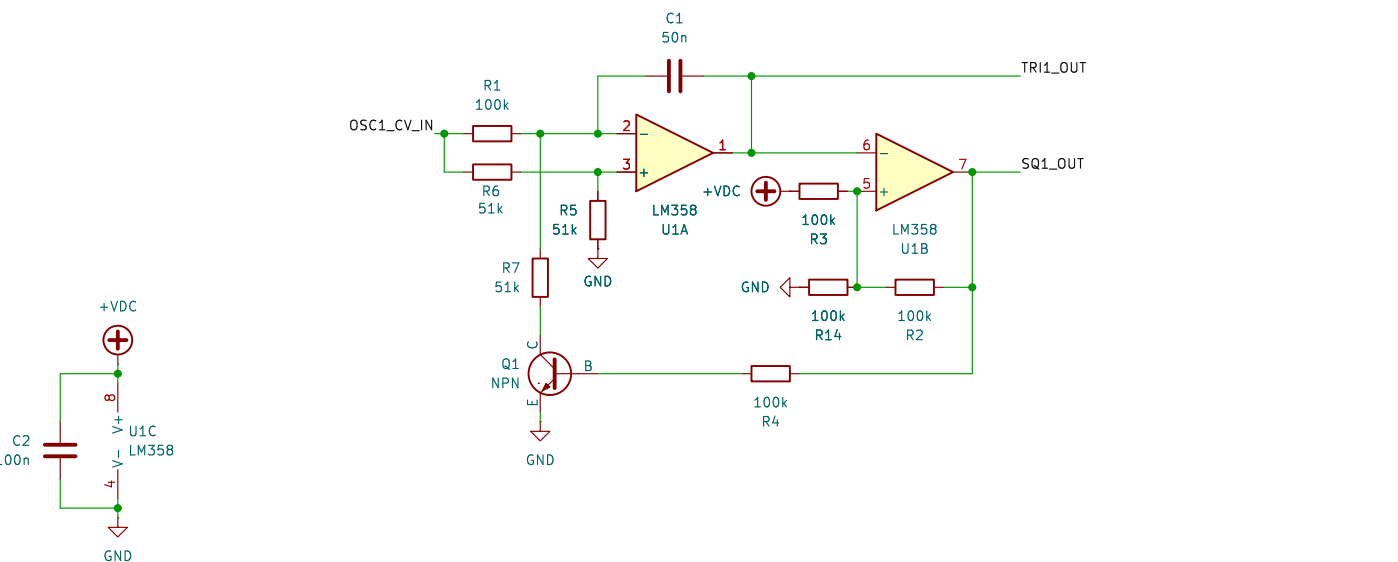 C1
50n
TRI1_OUT
R1
100k
OSC1_CV_IN
2
−
1
3
+
R6
51k
R5
51k
LM358
U1A
GND
6
−
7
SQ1_OUT
+VDC
5
+
100k
R3
LM358
U1B
R7
51k
GND
100k
R14
100k
R2
C
Q1
NPN
B
E
GND
100k
R4
+VDC
8
V+
U1C
LM358
C2
100n
V−
4
GND